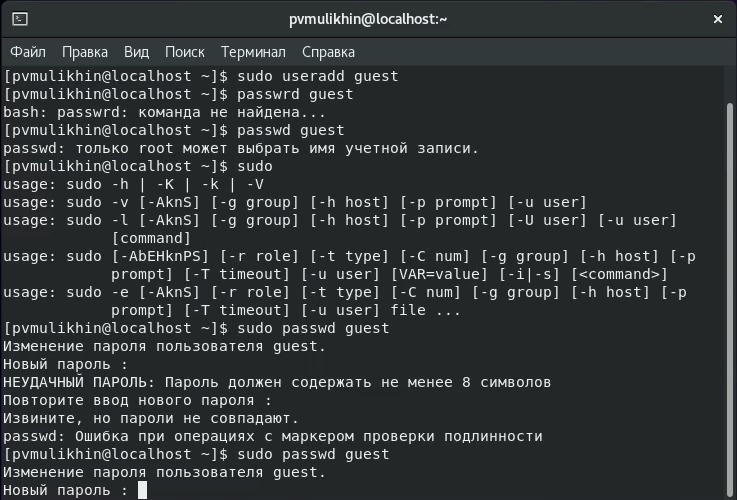 pvmulikhin@localhost:~
Файл Правка Вид Поиск Терминал Справка
[pvmulikhin@localhost ~]$ sudo useradd guest
[pvmulikhin@localhost ~]$ passwrd guest
bash: passwrd: команда не найдена...
[pvmulikhin@localhost ~]$ passwd guest
passwd: только root может выбрать имя учетной записи.
[pvmulikhin@localhost ~]$ sudo
usage: sudo -h | -K | -k | -V
usage: sudo -v [-AknS] [-g group] [-h host] [-p prompt] [-u user]
usage: sudo -l [-AknS] [-g group] [-h host] [-p prompt] [-U user] [-u user]
[command]
usage: sudo [-AbEHknPS] [-r role] [-t type] [-C num] [-g group] [-h host] [-p
prompt] [-T timeout] [-u user] [VAR=value] [-i|-s] [<command>]
usage: sudo -e [-AknS] [-r role] [-t type] [-C num] [-g group] [-h host] [-p
prompt] [-T timeout] [-u user] file ...
[pvmulikhin@localhost ~]$ sudo passwd guest
Изменение пароля пользователя guest.
Новый пароль :
НЕУДАЧНЫЙ ПАРОЛЬ: Пароль должен содержать не менее 8 символов
Повторите ввод нового пароля :
Извините, но пароли не совпадают.
passwd: Ошибка при операциях с маркером проверки подлинности
[pvmulikhin@localhost ~]$ sudo passwd guest
Изменение пароля пользователя guest.
Новый пароль :